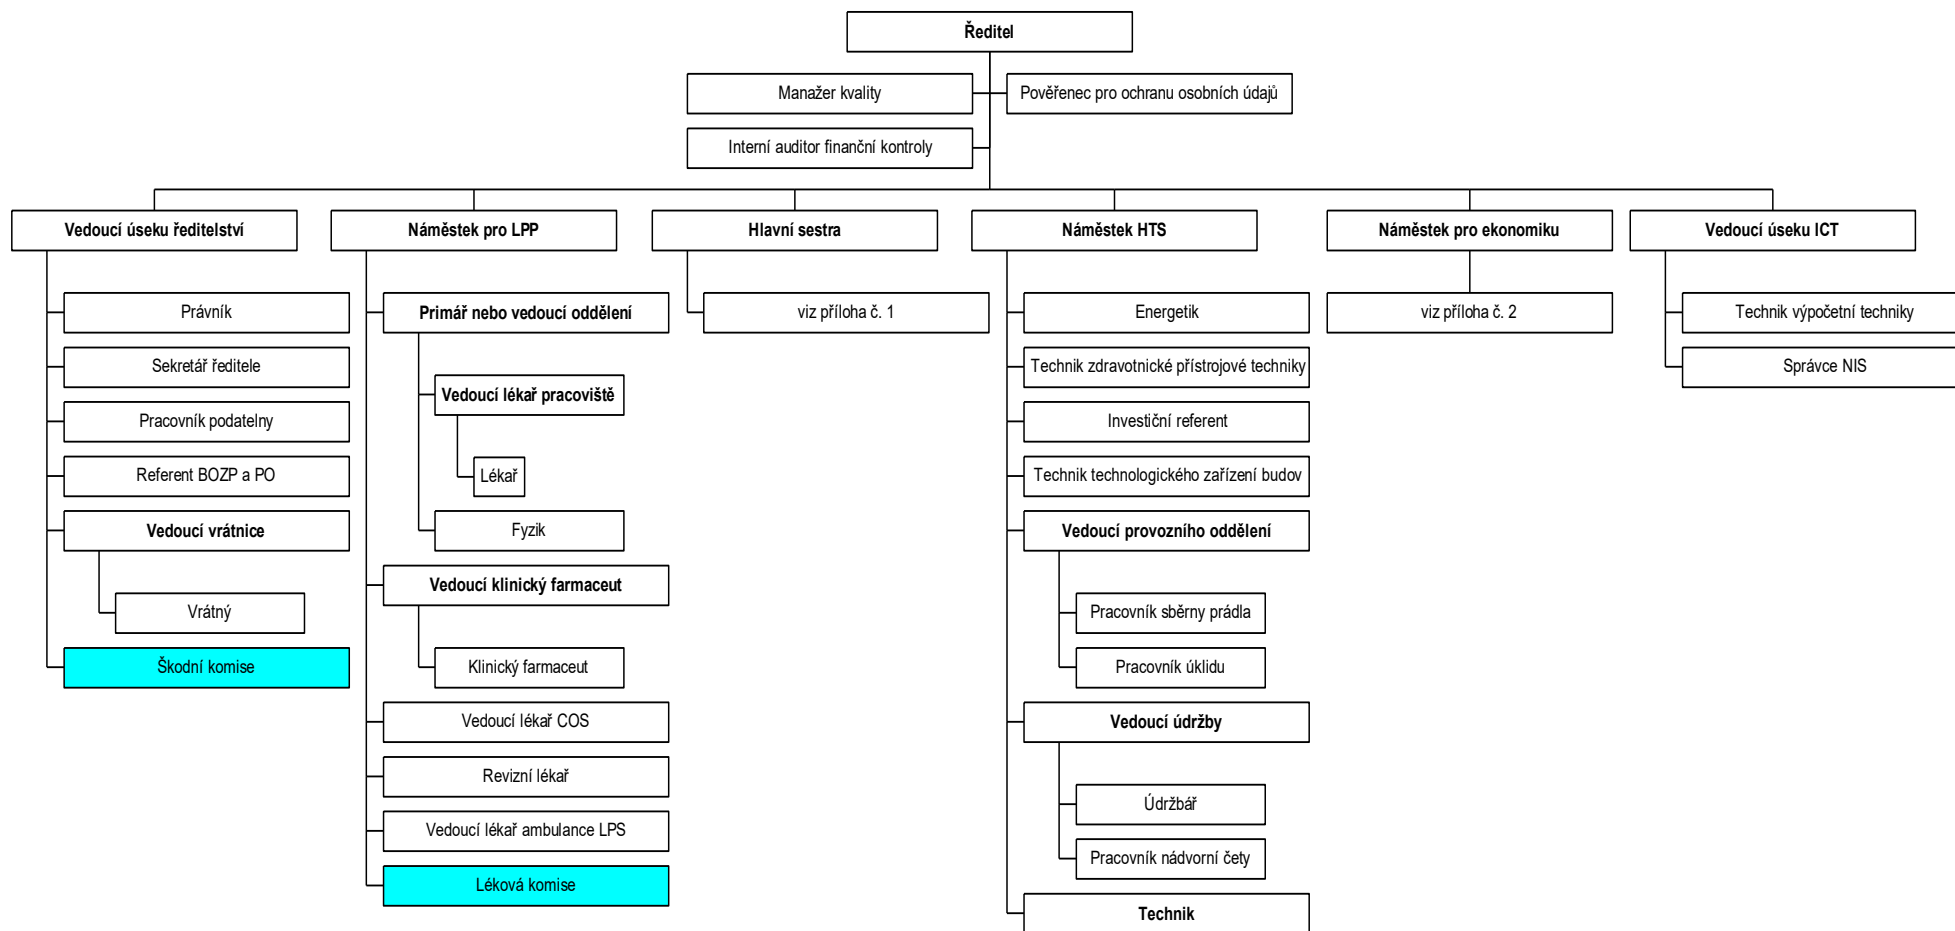 Ředitel
Manažer kvality
Pověřenec pro ochranu osobních údajů
Interní auditor finanční kontroly
Vedoucí úseku ředitelství
Náměstek pro LPP
Hlavní sestra
Náměstek HTS
Náměstek pro ekonomiku
Vedoucí úseku ICT
Právník
Sekretář ředitele
Pracovník podatelny
Referent BOZP a PO
Vedoucí vrátnice
Vrátný
Škodní komise
Primář nebo vedoucí oddělení
Vedoucí lékař pracoviště
Lékař
Fyzik
Vedoucí klinický farmaceut
Klinický farmaceut
Vedoucí lékař COS
Revizní lékař
Vedoucí lékař ambulance LPS
Léková komise
viz příloha č. 1
Energetik
Technik zdravotnické přístrojové techniky
Investiční referent
Technik technologického zařízení budov
Vedoucí provozního oddělení
Pracovník sběrny prádla
Pracovník úklidu
Vedoucí údržby
Údržbář
Pracovník nádvorní čety
Technik
viz příloha č. 2
Technik výpočetní techniky
Správce NIS